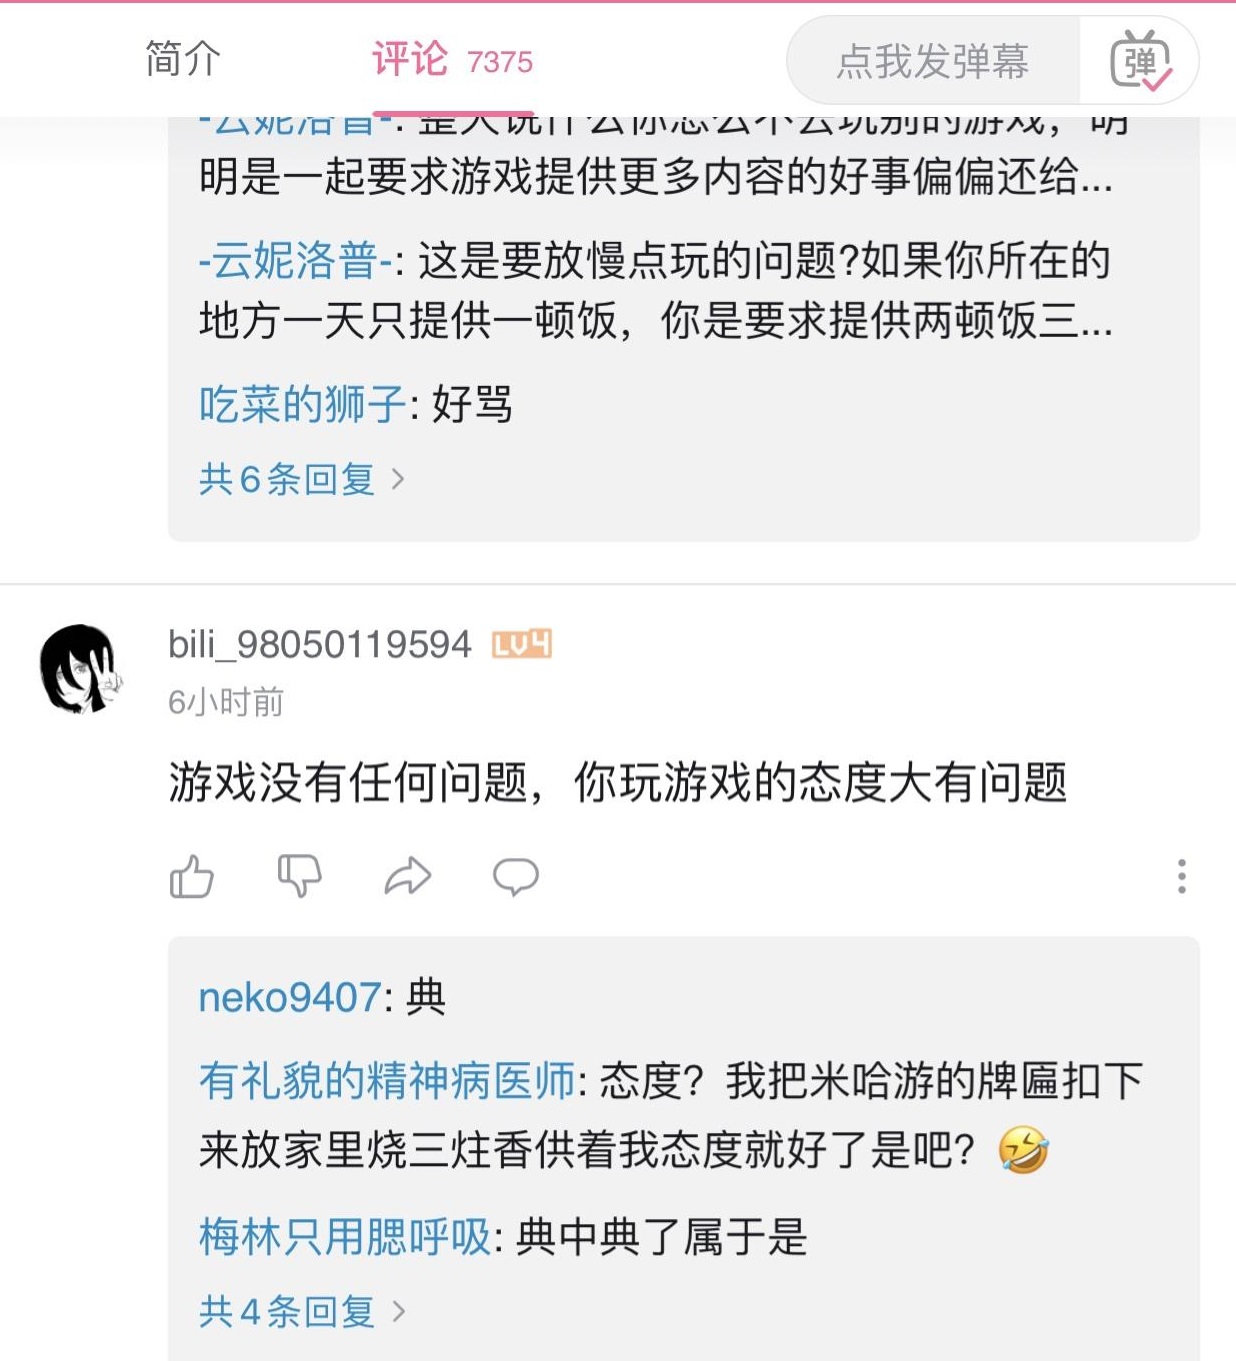 简介
评论 7375
点我发弹幕
弹
明是一起要求游戏提供更多内容的好事偏偏还给...
-云妮洛普-: 这是要放慢点玩的问题?如果你所在的
地方一天只提供一顿饭，你是要求提供两顿饭三...
吃菜的狮子: 好骂
共6条回复
bili_98050119594 LV4
6小时前
游戏没有任何问题，你玩游戏的态度大有问题
neko9407: 典
有礼貌的精神病医师: 态度？我把米哈游的牌匾扣下
来放家里烧三炷香供着我态度就好了是吧？🤣
梅林只用腮呼吸: 典中典了属于是
共4条回复